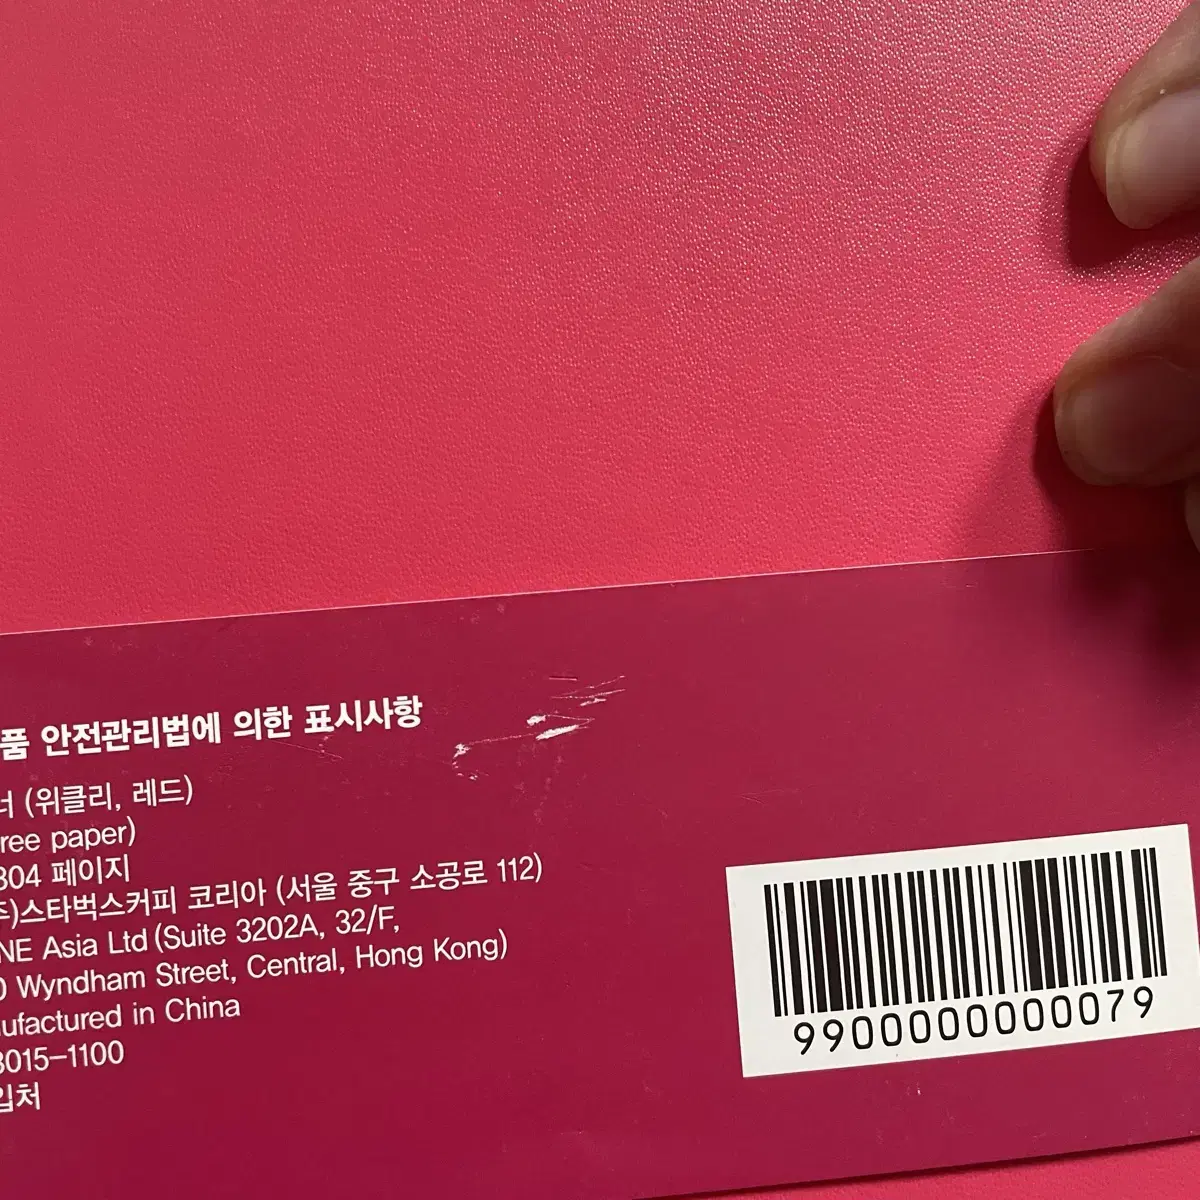 품 안전관리법에 의한 표시사항
너 (위클리, 레드)
ree paper)
304 페이지
주)스타벅스커피 코리아 (서울 중구 소공로 112)
NE Asia Ltd (Suite 3202A, 32/F,
0 Wyndham Street, Central, Hong Kong)
nufactured in China
3015-1100
입처
9900000000079